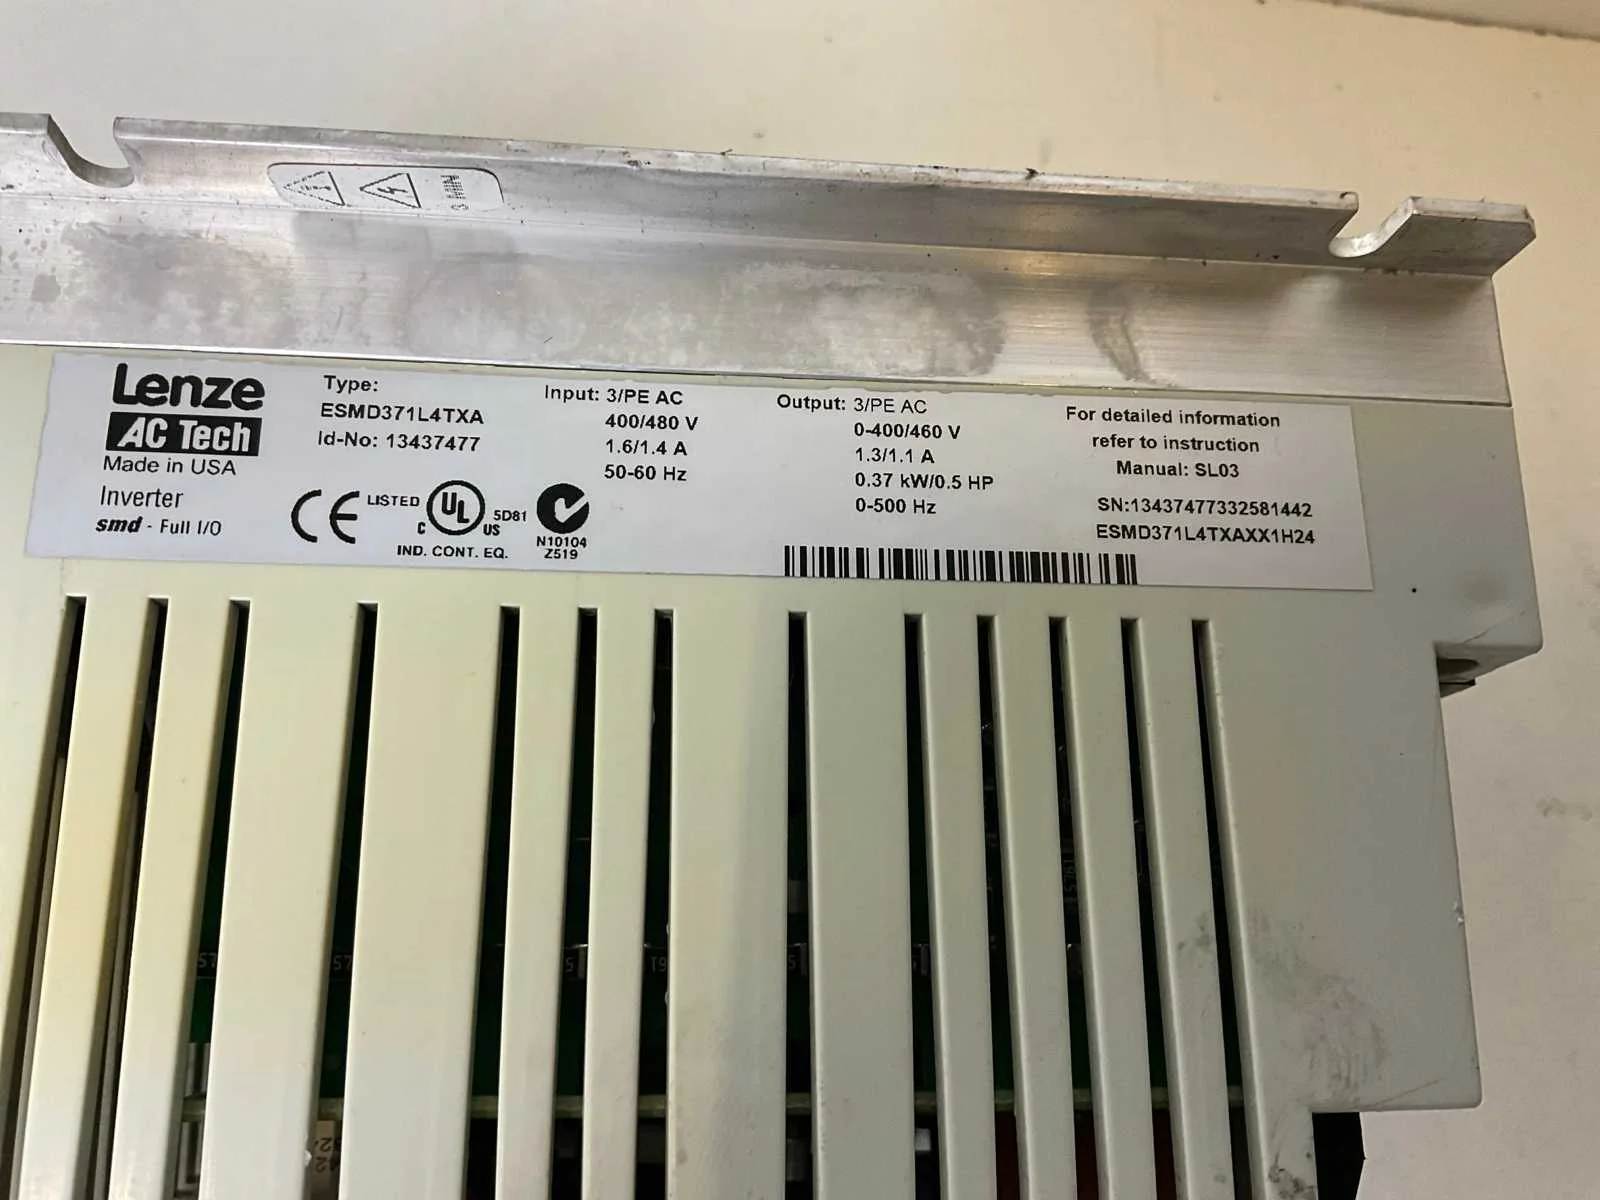 3 MIN
Lenze
AC Tech
Made in USA
Inverter
smd - Full I/O
Type:
ESMD371L4TXA
Id-No: 13437477
CE
LISTED
C UL US
5D81
IND. CONT. EQ.
N10104
Z519
Input: 3/PE AC
400/480 V
1.6/1.4 A
50-60 Hz
Output: 3/PE AC
0-400/460 V
1.3/1.1 A
0.37 kW/0.5 HP
0-500 Hz
For detailed information
refer to instruction
Manual: SL03
SN:13437477332581442
ESMD371L4TXAXX1H24